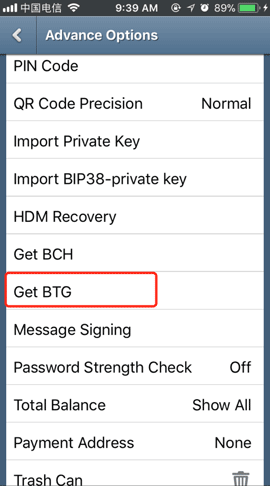 中国电信 9:39 AM 89%
Advance Options
PIN Code
QR Code Precision Normal
Import Private Key
Import BIP38-private key
HDM Recovery
Get BCH
Get BTG
Message Signing
Password Strength Check Off
Total Balance Show All
Payment Address None
Trash Can